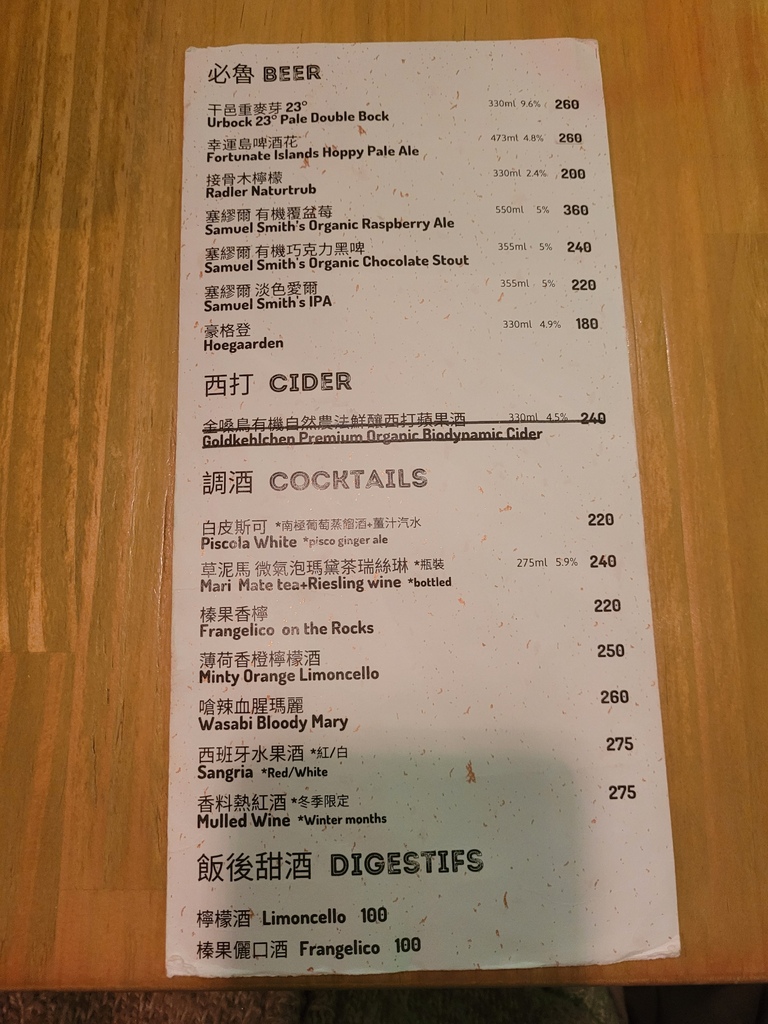 必魯 BEER
干邑重麥芽 23°
330ml 9.6% 260
Urbock 23° Pale Double Bock
幸運島啤酒花
473ml 4.8% 260
Fortunate Islands Hoppy Pale Ale
接骨木檸檬
330ml 2.4% 200
Radler Naturtrub
塞繆爾 有機覆盆莓
550ml 5% 360
Samuel Smith's Organic Raspberry Ale
塞繆爾 有機巧克力黑啤
355ml 5% 240
Samuel Smith's Organic Chocolate Stout
塞繆爾 淡色愛爾
355ml 5% 220
Samuel Smith's IPA
豪格登
330ml 4.9% 180
Hoegaarden
西打 CIDER
金嗓鳥有機自然農法鮮釀西打蘋果酒 330ml 4.5% 240
Goldkehlchen Premium Organic Biodynamic Cider
調酒 COCKTAILS
白皮斯可 *南極葡萄蒸餾酒+薑汁汽水 220
Piscola White *pisco ginger ale
草泥馬 微氣泡瑪黛茶瑞絲琳 *瓶裝 275ml 5.9% 240
Mari Mate tea+Riesling wine *bottled
榛果香檸 220
Frangelico on the Rocks
薄荷香橙檸檬酒 250
Minty Orange Limoncello
嗆辣血腥瑪麗 260
Wasabi Bloody Mary
西班牙水果酒 *紅/白 275
Sangria *Red/White
香料熱紅酒 *冬季限定 275
Mulled Wine *Winter months
飯後甜酒 DIGESTIFS
檸檬酒 Limoncello 100
榛果儷口酒 Frangelico 100